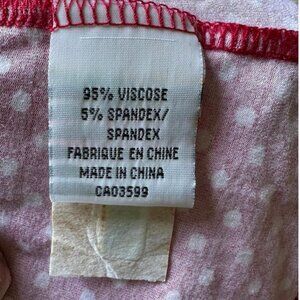 95% VISCOSE
5% SPANDEX/
SPANDEX
FABRIQUE EN CHINE
MADE IN CHINA
CA03599